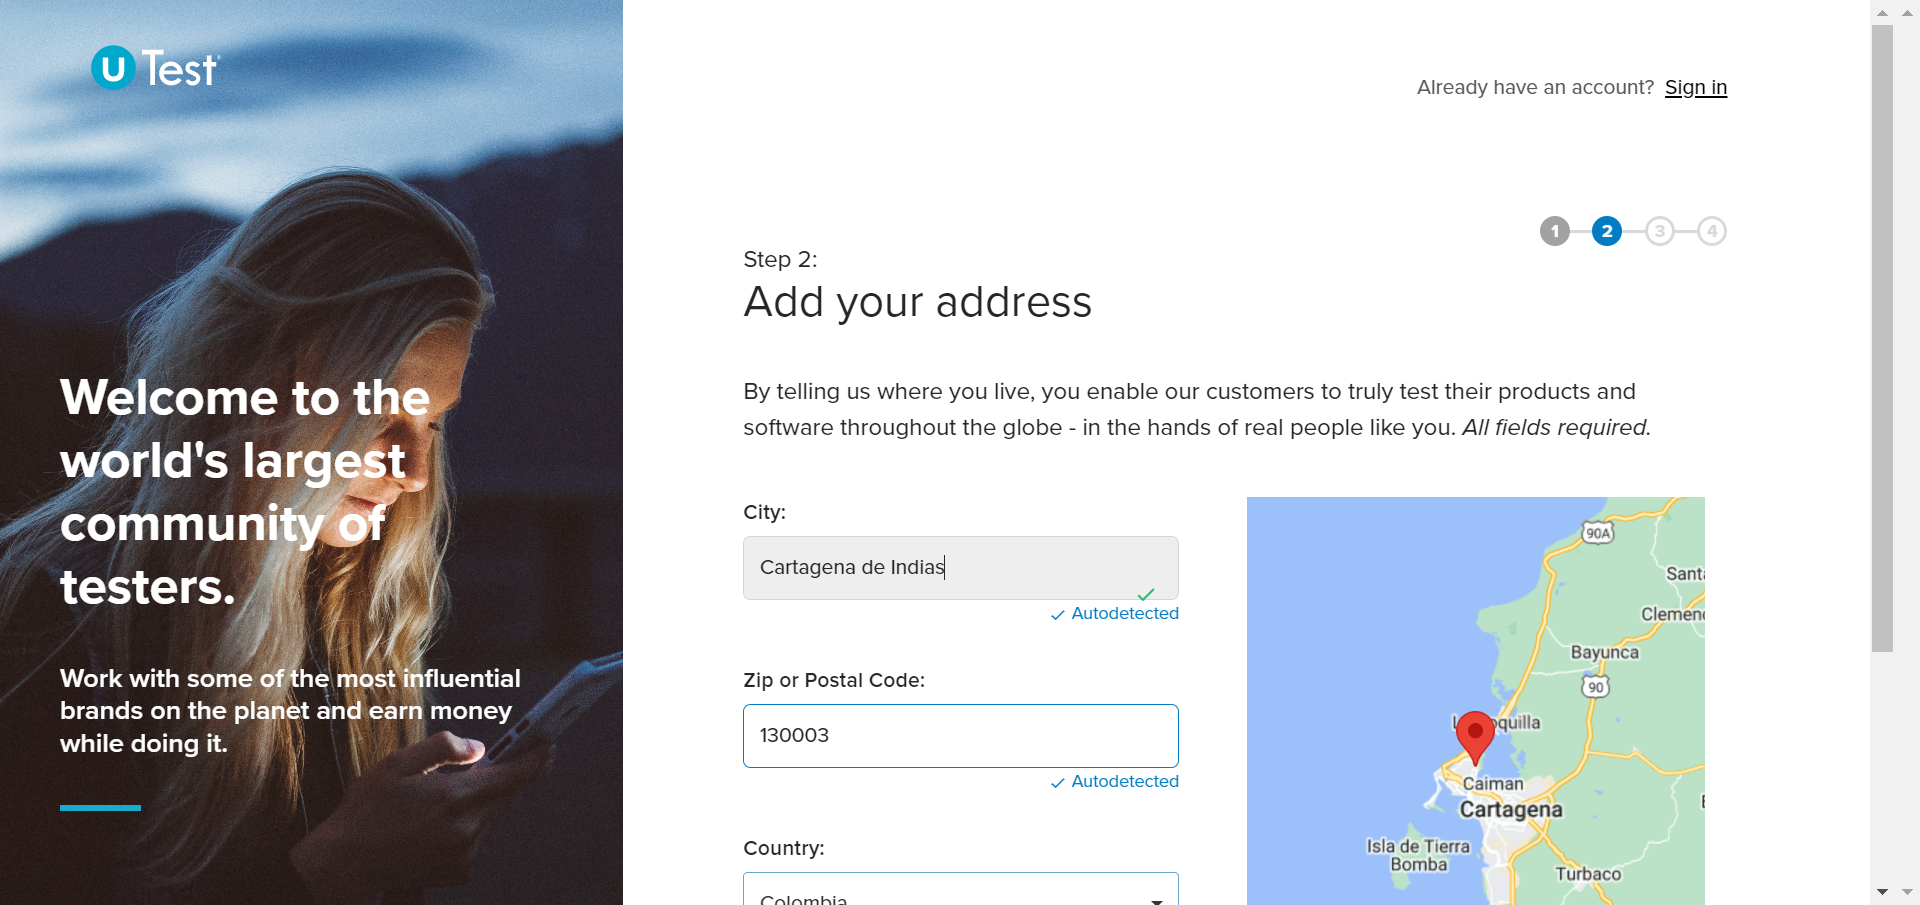 U Test
Already have an account? Sign in
1 2 3 4
Step 2:
Add your address
By telling us where you live, you enable our customers to truly test their products and
software throughout the globe - in the hands of real people like you. All fields required.
City:
Cartagena de Indias
Autodetected
Zip or Postal Code:
130003
Autodetected
Country:
Colombia
Welcome to the
world's largest
community of
testers.
Work with some of the most influential
brands on the planet and earn money
while doing it.
90A
Bayunca
90
Caiman
Cartagena
Isla de Tierra
Bomba
Turbaco